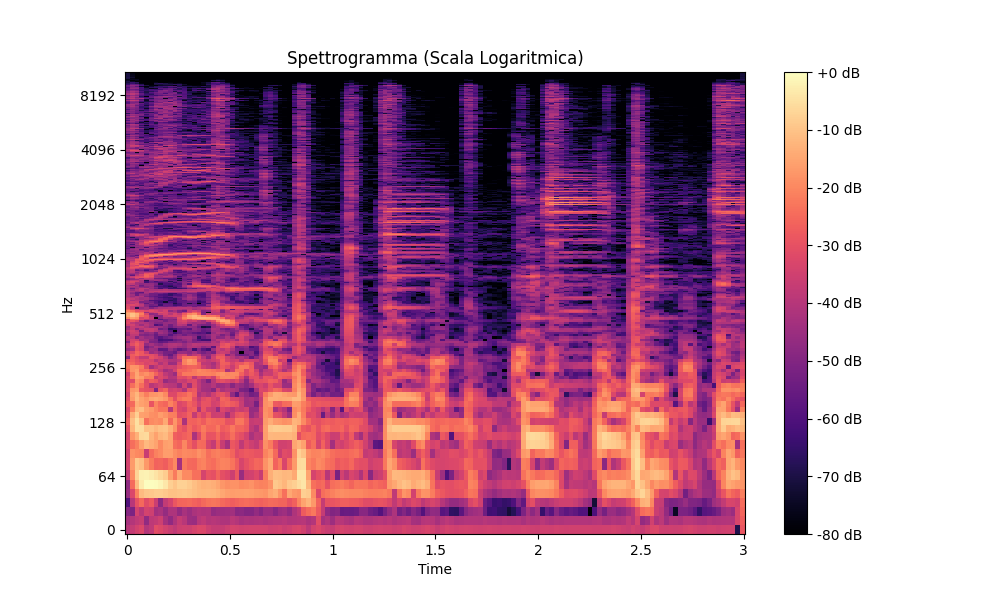 Spettrogramma (Scala Logaritmica)
8192
4096
2048
1024
512
256
128
64
0
Hz
0 0.5 1 1.5 2 2.5 3
Time
+0 dB
-10 dB
-20 dB
-30 dB
-40 dB
-50 dB
-60 dB
-70 dB
-80 dB